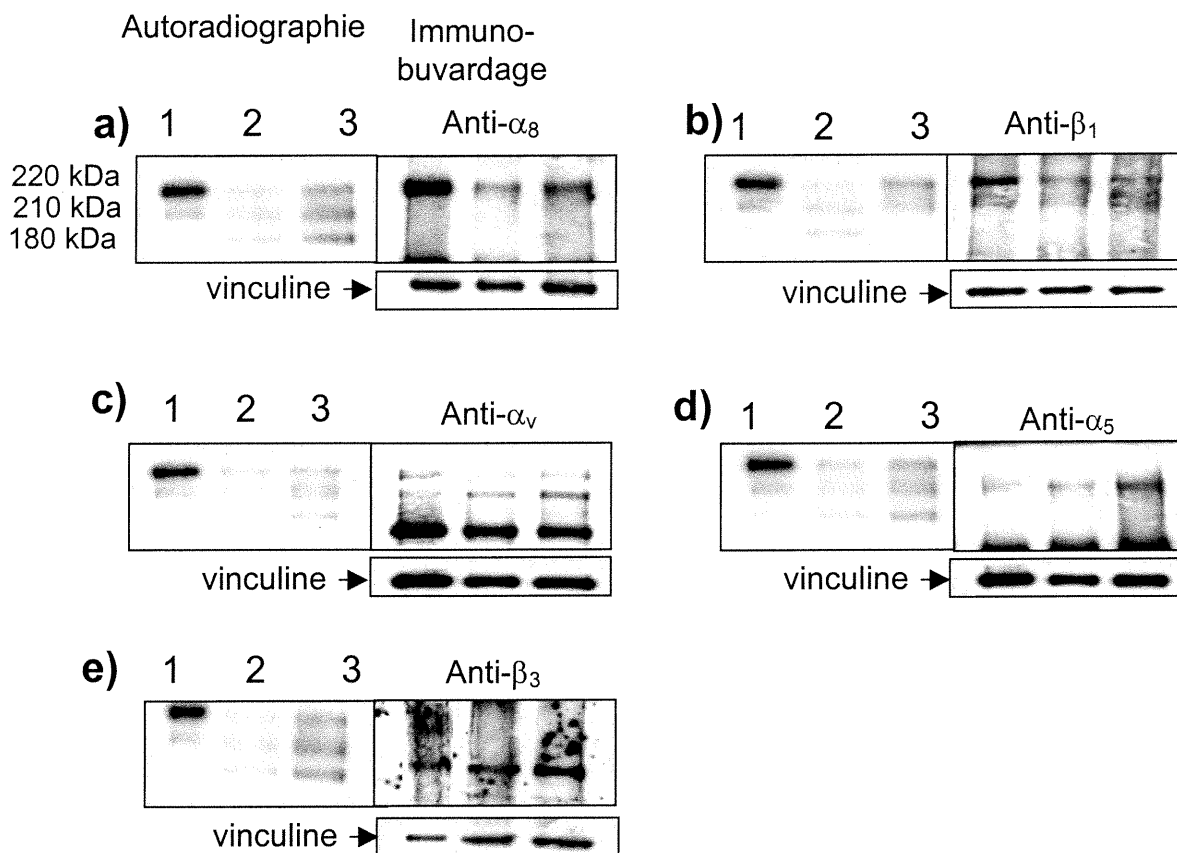 Autoradiographie
Immuno-
buvardage
a) 1 2 3 Anti-α₈
220 kDa
210 kDa
180 kDa
vinculine
b) 1 2 3 Anti-β₁
vinculine
c) 1 2 3 Anti-αᵥ
vinculine
d) 1 2 3 Anti-α₅
vinculine
e) 1 2 3 Anti-β₃
vinculine